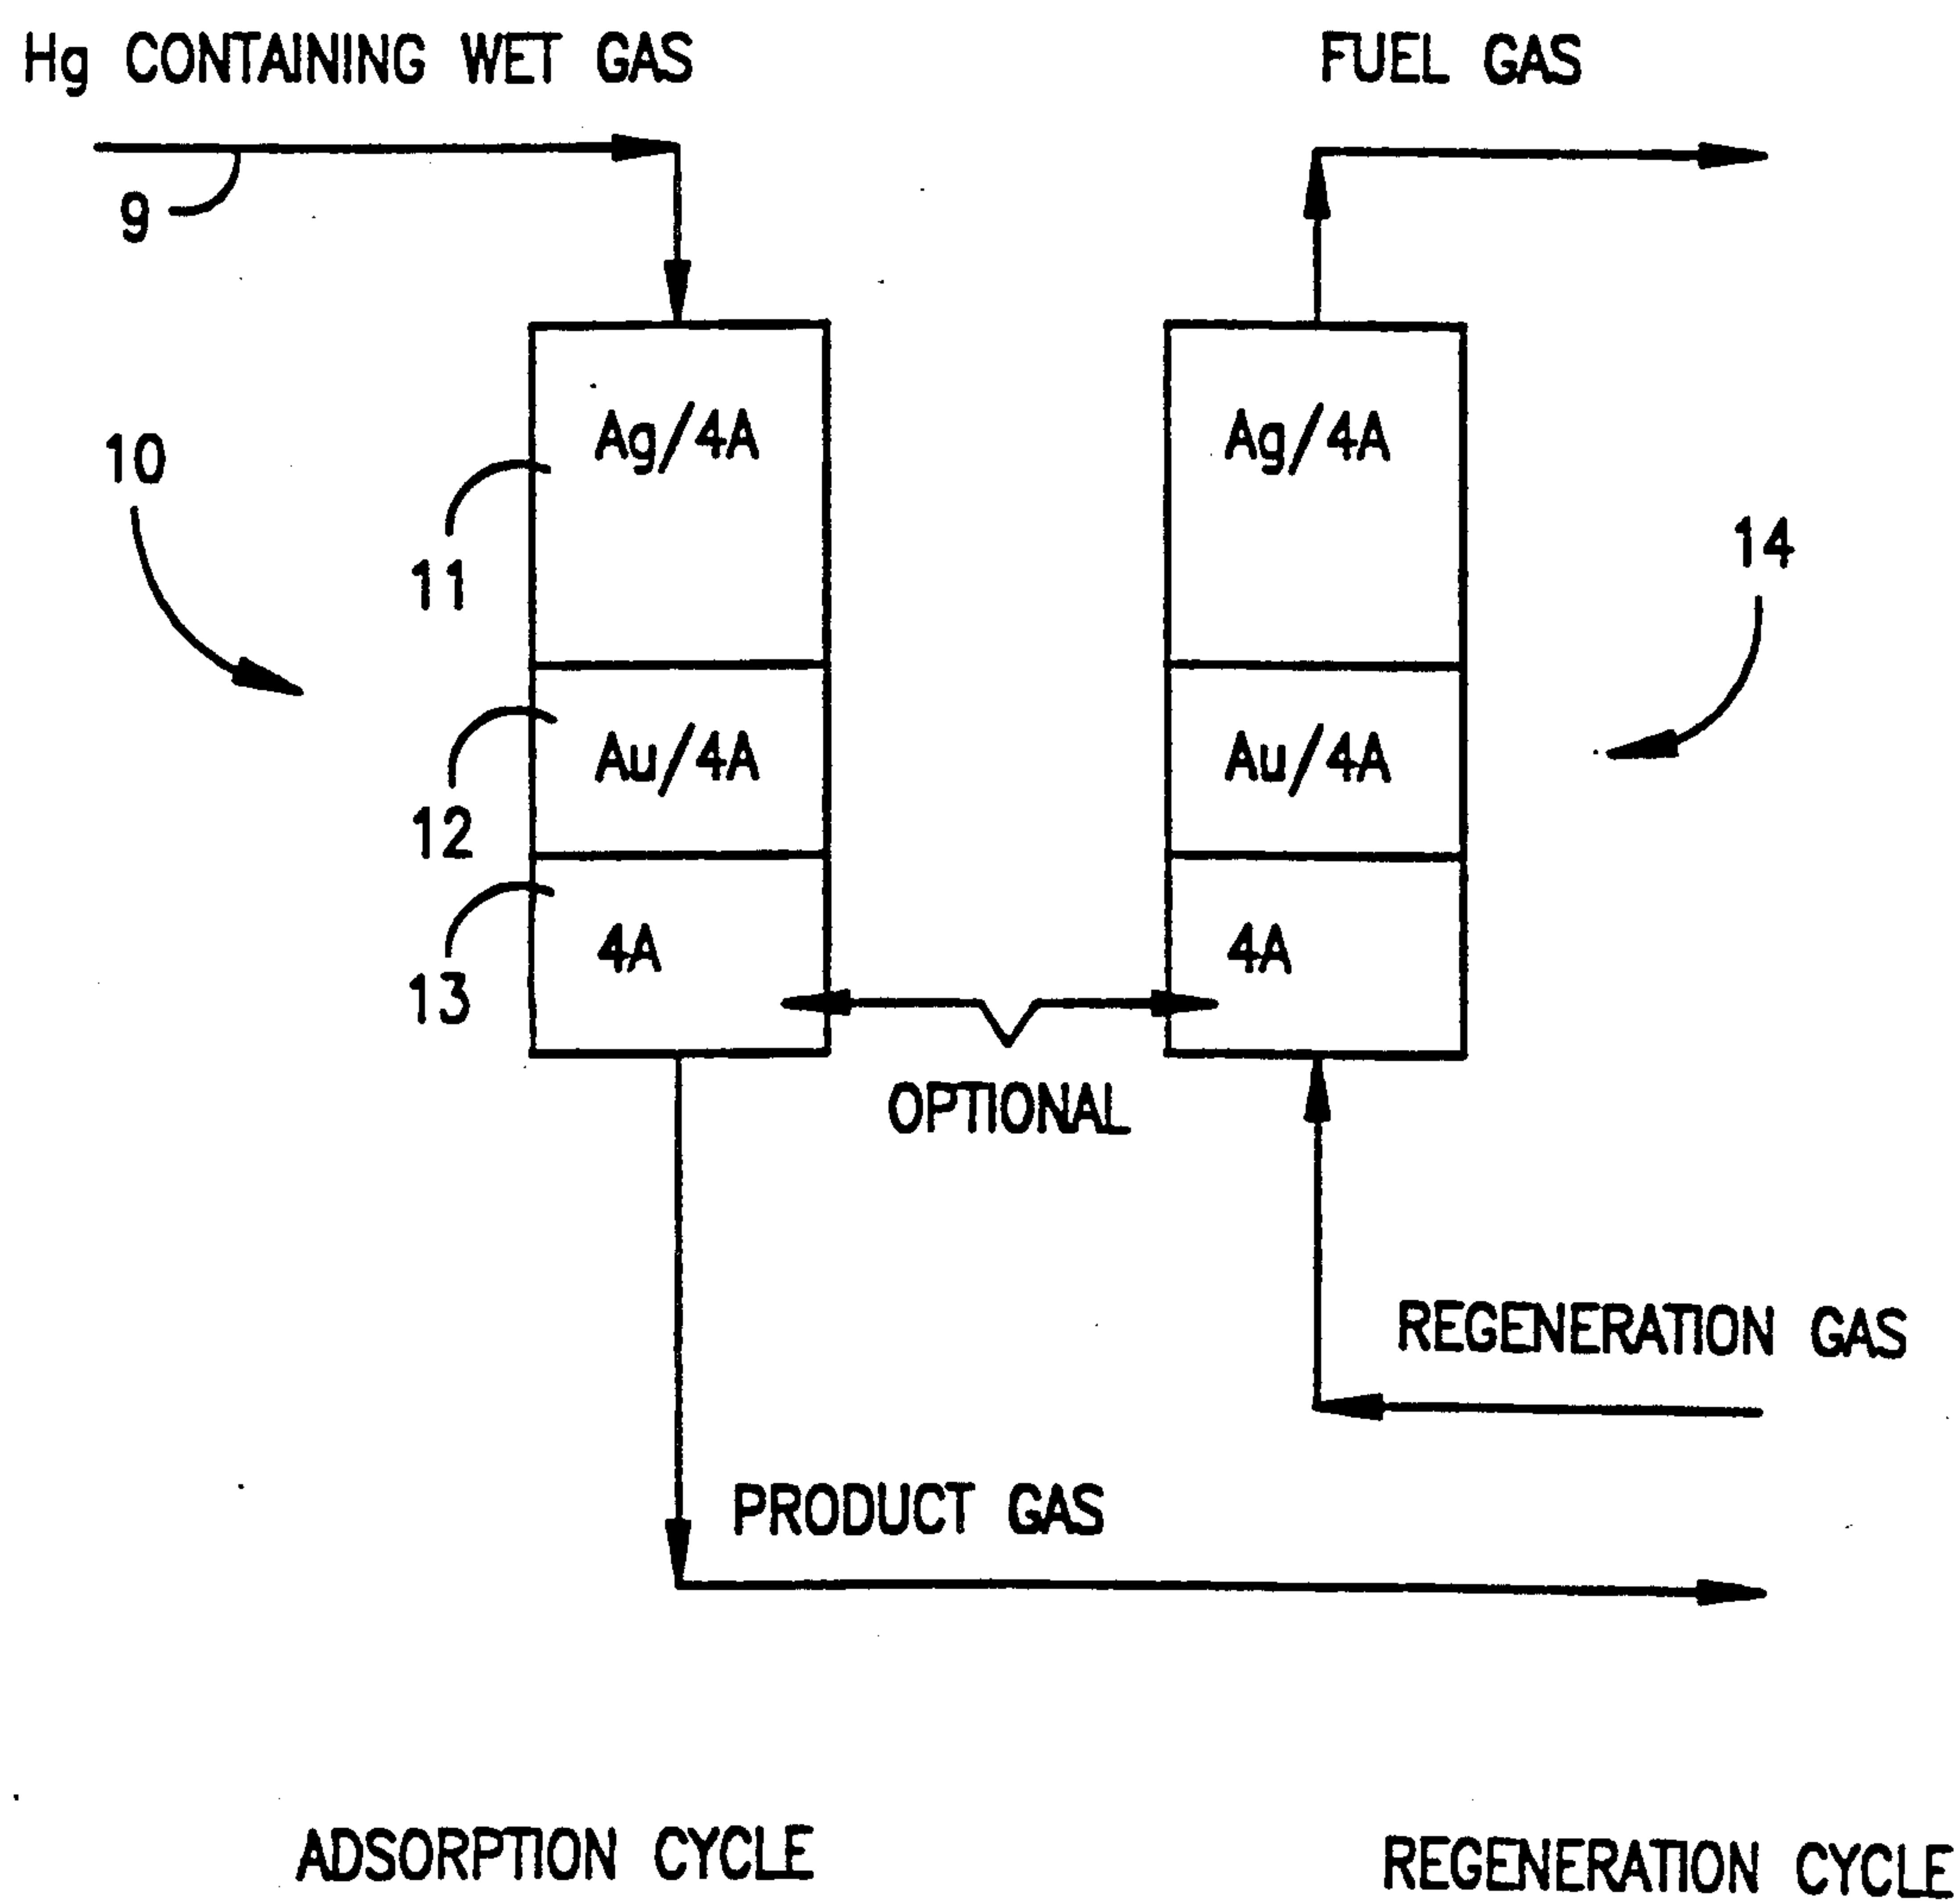 Hg CONTAINING WET GAS
FUEL GAS
9
10
11
12
13
14
Ag/4A
Ag/4A
Au/4A
Au/4A
4A
4A
OPTIONAL
REGENERATION GAS
PRODUCT GAS
ADSORPTION CYCLE
REGENERATION CYCLE